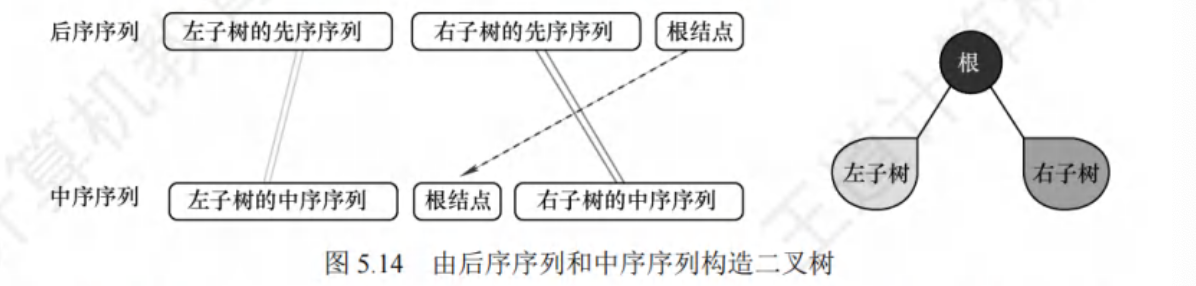 后序序列 左子树的先序序列 右子树的先序序列 根结点
中序序列 左子树的中序序列 根结点 右子树的中序序列
根
左子树 右子树
图 5.14 由后序序列和中序序列构造二叉树